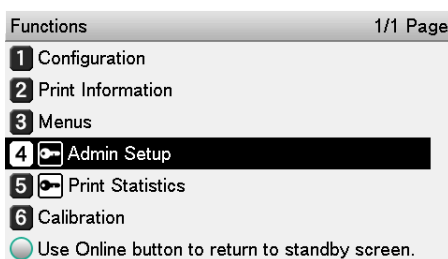 Functions 1/1 Page
1 Configuration
2 Print Information
3 Menus
4 Admin Setup
5 Print Statistics
6 Calibration
Use Online button to return to standby screen.